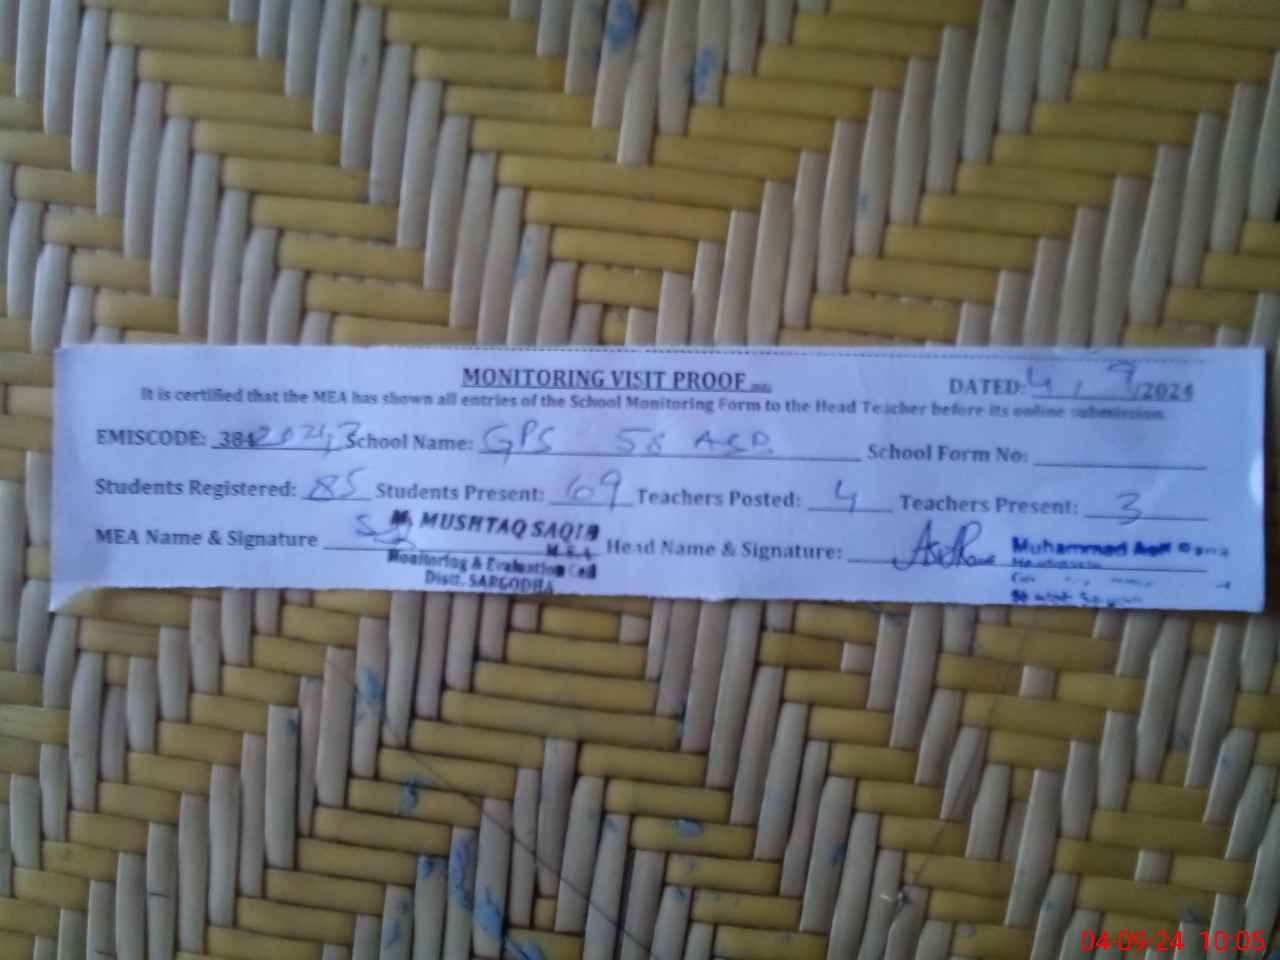 MONITORING VISIT PROOF
DATED: 4 / 9 /2024
It is certified that the MEA has shown all entries of the School Monitoring Form to the Head Teacher before its online submission.
EMISCODE: School Name: GPS 58 ASB School Form No:
Students Registered: 85 Students Present: 69 Teachers Posted: 4 Teachers Present: 3
MEA Name & Signature MUSHTAQ SAQIB Head Name & Signature: Muhammad Asif
M.E.A
Monitoring & Evaluation Cell
Distt. SARGODHA
04-09-24 10:05